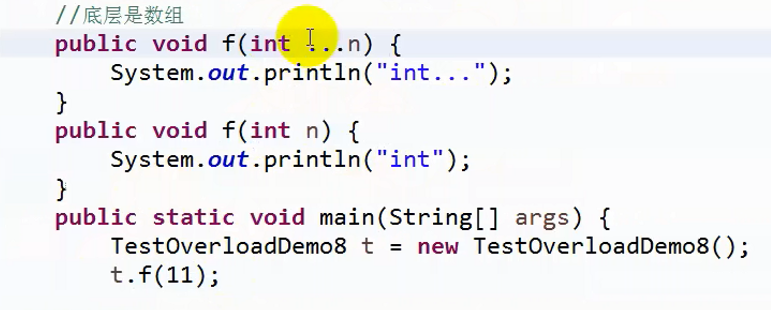 //底层是数组
public void f(int ...n) {
System.out.println("int...");
}
public void f(int n) {
System.out.println("int");
}
public static void main(String[] args) {
TestOverloadDemo8 t = new TestOverloadDemo8();
t.f(11);